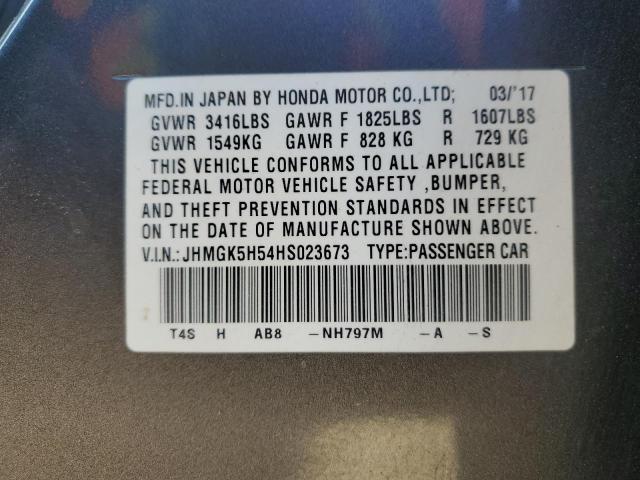 MFD.IN JAPAN BY HONDA MOTOR CO.,LTD; 03/'17
GVWR 3416LBS GAWR F 1825LBS R 1607LBS
GVWR 1549KG GAWR F 828 KG R 729 KG
THIS VEHICLE CONFORMS TO ALL APPLICABLE
FEDERAL MOTOR VEHICLE SAFETY ,BUMPER,
AND THEFT PREVENTION STANDARDS IN EFFECT
ON THE DATE OF MANUFACTURE SHOWN ABOVE.
V.I.N.: JHMGK5H54HS023673 TYPE:PASSENGER CAR
T4S H AB8 -NH797M -A -S